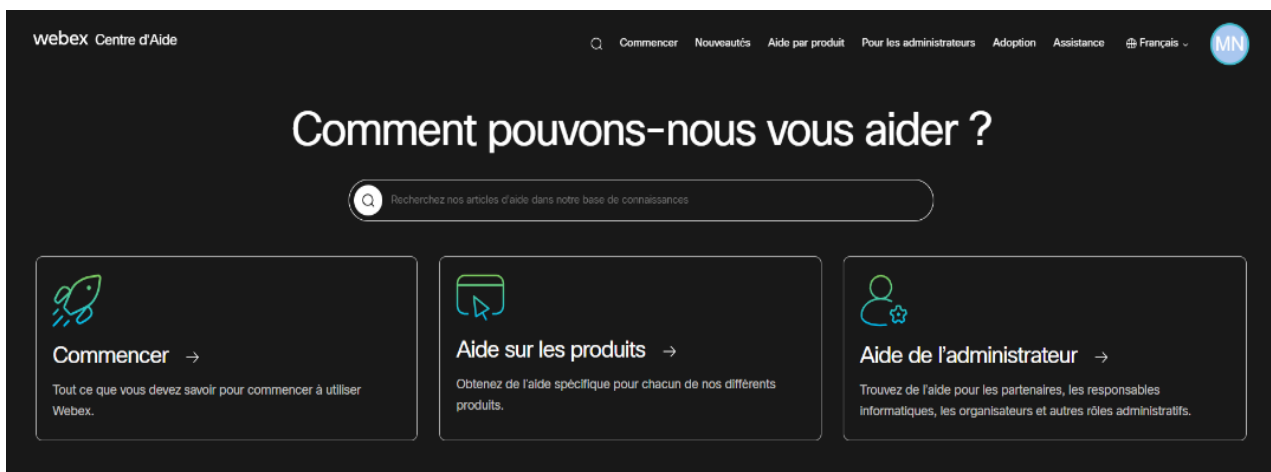 webex Centre d'Aide
Commencer Nouveautés Aide par produit Pour les administrateurs Adoption Assistance Français MN
Comment pouvons-nous vous aider ?
Recherchez nos articles d'aide dans notre base de connaissances
Commencer →
Tout ce que vous devez savoir pour commencer à utiliser
Webex.
Aide sur les produits →
Obtenez de l'aide spécifique pour chacun de nos différents
produits.
Aide de l'administrateur →
Trouvez de l'aide pour les partenaires, les responsables
informatiques, les organisateurs et autres rôles administratifs.